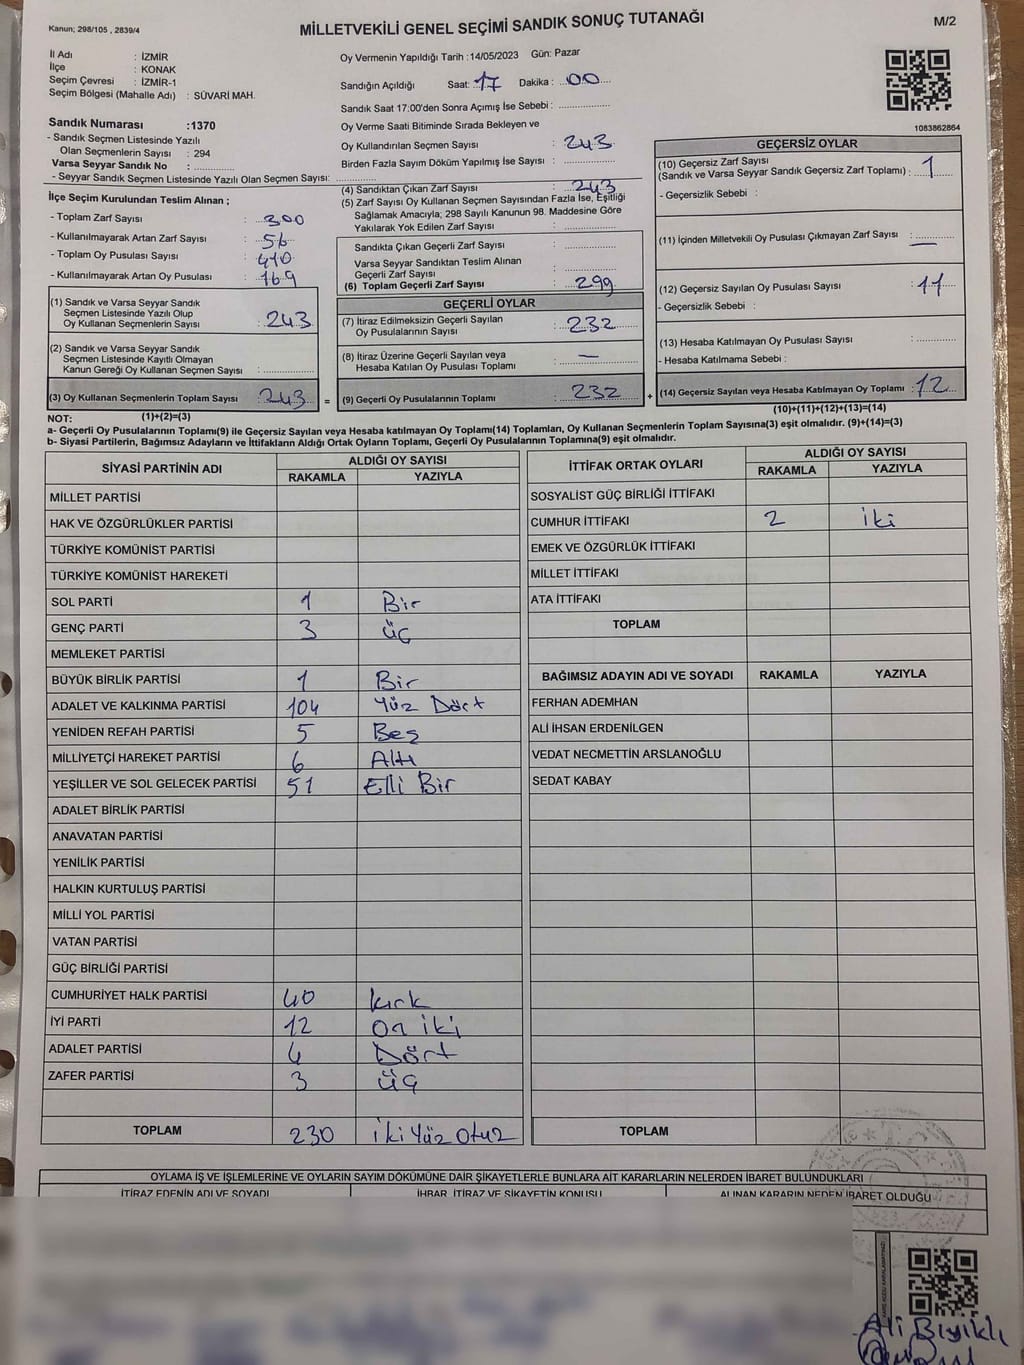 Kanun; 298/105 , 2839/4
MİLLETVEKİLİ GENEL SEÇİMİ SANDIK SONUÇ TUTANAĞI
M/2
İl Adı : İZMİR
İlçe : KONAK
Seçim Çevresi : İZMİR-1
Seçim Bölgesi (Mahalle Adı) : SÜVARİ MAH.
Oy Vermenin Yapıldığı Tarih :14/05/2023 Gün: Pazar
Sandığın Açıldığı Saat: 17 Dakika : 00
Sandık Saat 17:00'den Sonra Açımış İse Sebebi :
Oy Verme Saati Bitiminde Sırada Bekleyen ve
Oy Kullandırılan Seçmen Sayısı : 243
Birden Fazla Sayım Döküm Yapılmış İse Sayısı :
1083862864
Sandık Numarası :1370
- Sandık Seçmen Listesinde Yazılı
Olan Seçmenlerin Sayısı : 294
Varsa Seyyar Sandık No :
- Seyyar Sandık Seçmen Listesinde Yazılı Olan Seçmen Sayısı:
İlçe Seçim Kurulundan Teslim Alınan ;
- Toplam Zarf Sayısı : 300
- Kullanılmayarak Artan Zarf Sayısı : 56
- Toplam Oy Pusulası Sayısı : 410
- Kullanılmayarak Artan Oy Pusulası : 169
(1) Sandık ve Varsa Seyyar Sandık
Seçmen Listesinde Yazılı Olup
Oy Kullanan Seçmenlerin Sayısı : 243
(2) Sandık ve Varsa Seyyar Sandık
Seçmen Listesinde Kayıtlı Olmayan
Kanun Gereği Oy Kullanan Seçmen Sayısı :
(3) Oy Kullanan Seçmenlerin Toplam Sayısı : 243 =
(4) Sandıktan Çıkan Zarf Sayısı : 243
(5) Zarf Sayısı Oy Kullanan Seçmen Sayısından Fazla İse, Eşitliği
Sağlamak Amacıyla; 298 Sayılı Kanunun 98. Maddesine Göre
Yakılarak Yok Edilen Zarf Sayısı :
Sandıkta Çıkan Geçerli Zarf Sayısı :
Varsa Seyyar Sandıktan Teslim Alınan
Geçerli Zarf Sayısı :
(6) Toplam Geçerli Zarf Sayısı : 299
GEÇERLİ OYLAR
(7) İtiraz Edilmeksizin Geçerli Sayılan
Oy Pusulalarının Sayısı : 232
(8) İtiraz Üzerine Geçerli Sayılan veya
Hesaba Katılan Oy Pusulası Toplamı : —
(9) Geçerli Oy Pusulalarının Toplamı : 232 +
GEÇERSİZ OYLAR
(10) Geçersiz Zarf Sayısı
(Sandık ve Varsa Seyyar Sandık Geçersiz Zarf Toplamı) : 1
- Geçersizlik Sebebi :
(11) İçinden Milletvekili Oy Pusulası Çıkmayan Zarf Sayısı : —
(12) Geçersiz Sayılan Oy Pusulası Sayısı : 11
- Geçersizlik Sebebi :
(13) Hesaba Katılmayan Oy Pusulası Sayısı :
- Hesaba Katılmama Sebebi :
(14) Geçersiz Sayılan veya Hesaba Katılmayan Oy Toplamı : 12
NOT: (1)+(2)=(3)
(10)+(11)+(12)+(13)=(14)
a- Geçerli Oy Pusulalarının Toplamı(9) ile Geçersiz Sayılan veya Hesaba katılmayan Oy Toplamı(14) Toplamları, Oy Kullanan Seçmenlerin Toplam Sayısına(3) eşit olmalıdır. (9)+(14)=(3)
b- Siyasi Partilerin, Bağımsız Adayların ve İttifakların Aldığı Ortak Oyların Toplamı, Geçerli Oy Pusulalarının Toplamına(9) eşit olmalıdır.
SİYASİ PARTİNİN ADI ALDIĞI OY SAYISI
RAKAMLA YAZIYLA
MİLLET PARTİSİ
HAK VE ÖZGÜRLÜKLER PARTİSİ
TÜRKİYE KOMÜNİST PARTİSİ
TÜRKİYE KOMÜNİST HAREKETİ
SOL PARTİ 1 Bir
GENÇ PARTİ 3 üç
MEMLEKET PARTİSİ
BÜYÜK BİRLİK PARTİSİ 1 Bir
ADALET VE KALKINMA PARTİSİ 104 Yüz Dört
YENİDEN REFAH PARTİSİ 5 Beş
MİLLİYETÇİ HAREKET PARTİSİ 6 Altı
YEŞİLLER VE SOL GELECEK PARTİSİ 51 Elli Bir
ADALET BİRLİK PARTİSİ
ANAVATAN PARTİSİ
YENİLİK PARTİSİ
HALKIN KURTULUŞ PARTİSİ
MİLLİ YOL PARTİSİ
VATAN PARTİSİ
GÜÇ BİRLİĞİ PARTİSİ
CUMHURİYET HALK PARTİSİ 40 kırk
İYİ PARTİ 12 on iki
ADALET PARTİSİ 4 Dört
ZAFER PARTİSİ 3 üç
TOPLAM 230 iki Yüz Otuz
İTTİFAK ORTAK OYLARI ALDIĞI OY SAYISI
RAKAMLA YAZIYLA
SOSYALİST GÜÇ BİRLİĞİ İTTİFAKI
CUMHUR İTTİFAKI 2 iki
EMEK VE ÖZGÜRLÜK İTTİFAKI
MİLLET İTTİFAKI
ATA İTTİFAKI
TOPLAM
BAĞIMSIZ ADAYIN ADI VE SOYADI RAKAMLA YAZIYLA
FERHAN ADEMHAN
ALİ İHSAN ERDENİLGEN
VEDAT NECMETTİN ARSLANOĞLU
SEDAT KABAY
TOPLAM
OYLAMA İŞ VE İŞLEMLERİNE VE OYLARIN SAYIM DÖKÜMÜNE DAİR ŞİKAYETLERLE BUNLARA AİT KARARLARIN NELERDEN İBARET BULUNDUKLARI
İTİRAZ EDENİN ADI VE SOYADI İHBAR, İTİRAZ VE ŞİKAYETİN KONUSU ALINAN KARARIN NEDEN İBARET OLDUĞU
Ali Bıyıklı